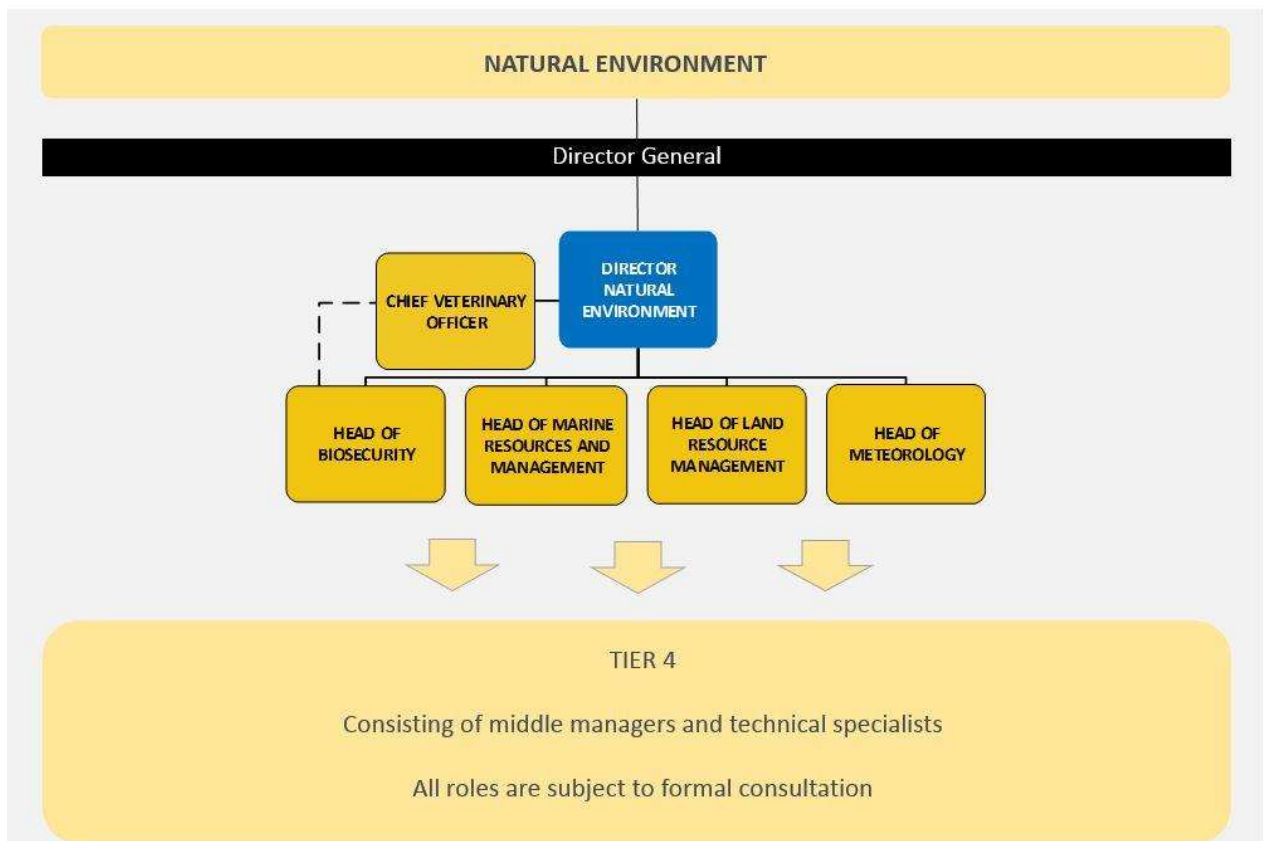 NATURAL ENVIRONMENT
Director General
DIRECTOR
NATURAL
ENVIRONMENT
CHIEF VETERINARY
OFFICER
HEAD OF
BIOSECURITY
HEAD OF MARINE
RESOURCES AND
MANAGEMENT
HEAD OF LAND
RESOURCE
MANAGEMENT
HEAD OF
METEOROLOGY
TIER 4
Consisting of middle managers and technical specialists
All roles are subject to formal consultation